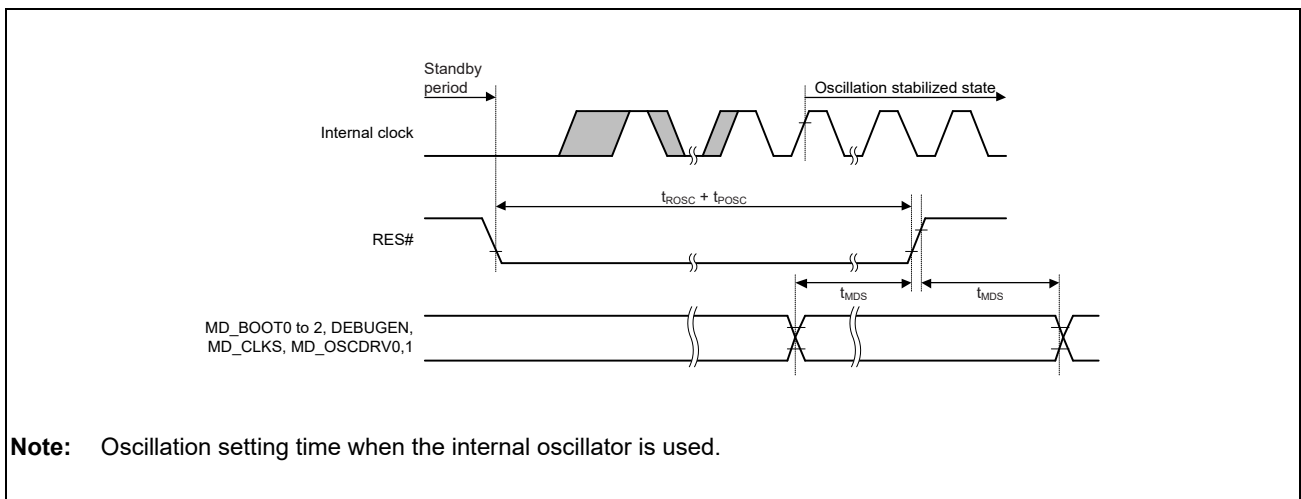 Standby
period
Oscillation stabilized state
Internal clock
tROSC + tPOSC
RES#
tMDS
tMDS
MD_BOOT0 to 2, DEBUGEN,
MD_CLKS, MD_OSCDRV0,1
Note: Oscillation setting time when the internal oscillator is used.